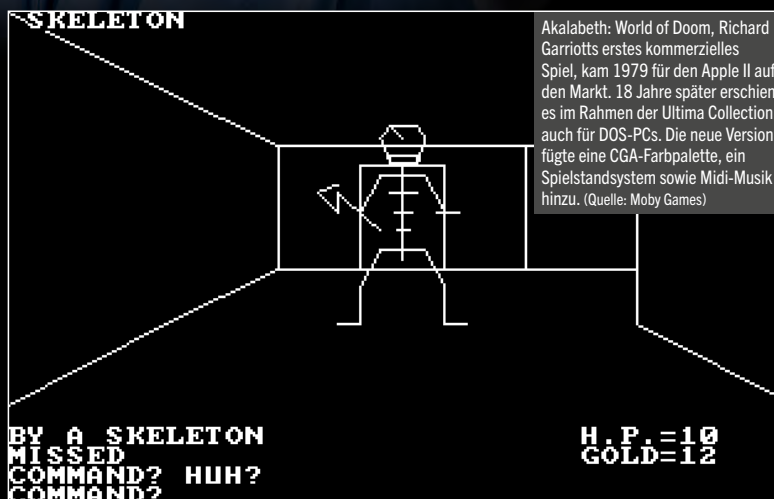 SKELETON
Akalabeth: World of Doom, Richard
Garriotts erstes kommerzielles
Spiel, kam 1979 für den Apple II auf
den Markt. 18 Jahre später erschien
es im Rahmen der Ultima Collection
auch für DOS-PCs. Die neue Version
fügte eine CGA-Farbpalette, ein
Spielstandsystem sowie Midi-Musik
hinzu. (Quelle: Moby Games)
BY A SKELETON
MISSED
COMMAND? HUH?
COMMAND?
H.P.=10
GOLD=12